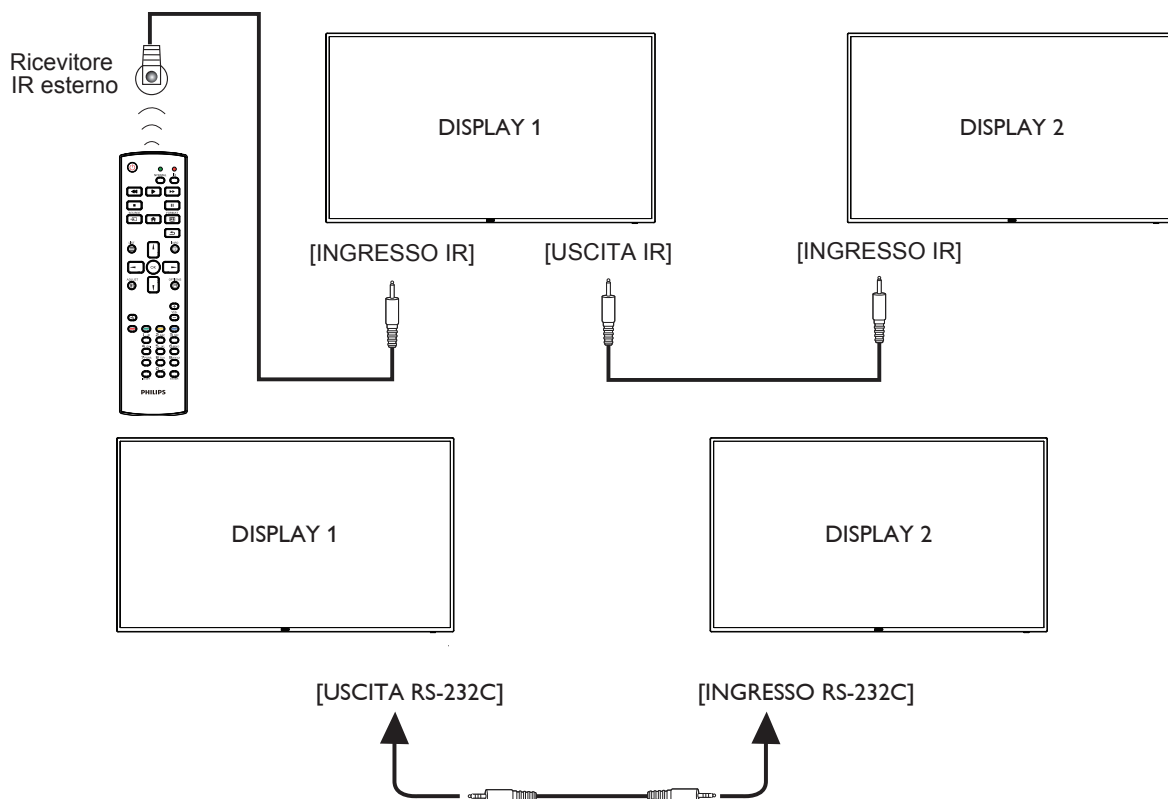 Ricevitore
IR esterno
DISPLAY 1
DISPLAY 2
[INGRESSO IR]
[USCITA IR]
[INGRESSO IR]
PHILIPS
DISPLAY 1
DISPLAY 2
[USCITA RS-232C]
[INGRESSO RS-232C]